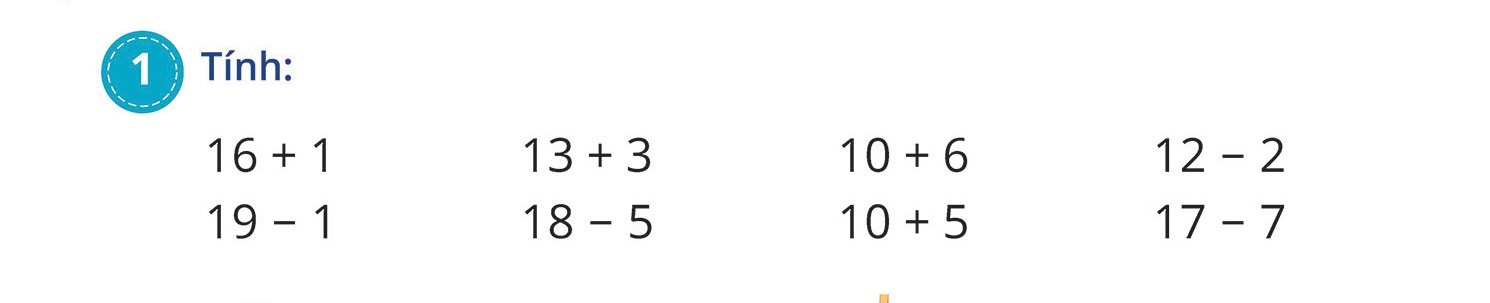 1 Tính:
16 + 1 13 + 3 10 + 6 12 – 2
19 – 1 18 – 5 10 + 5 17 – 7